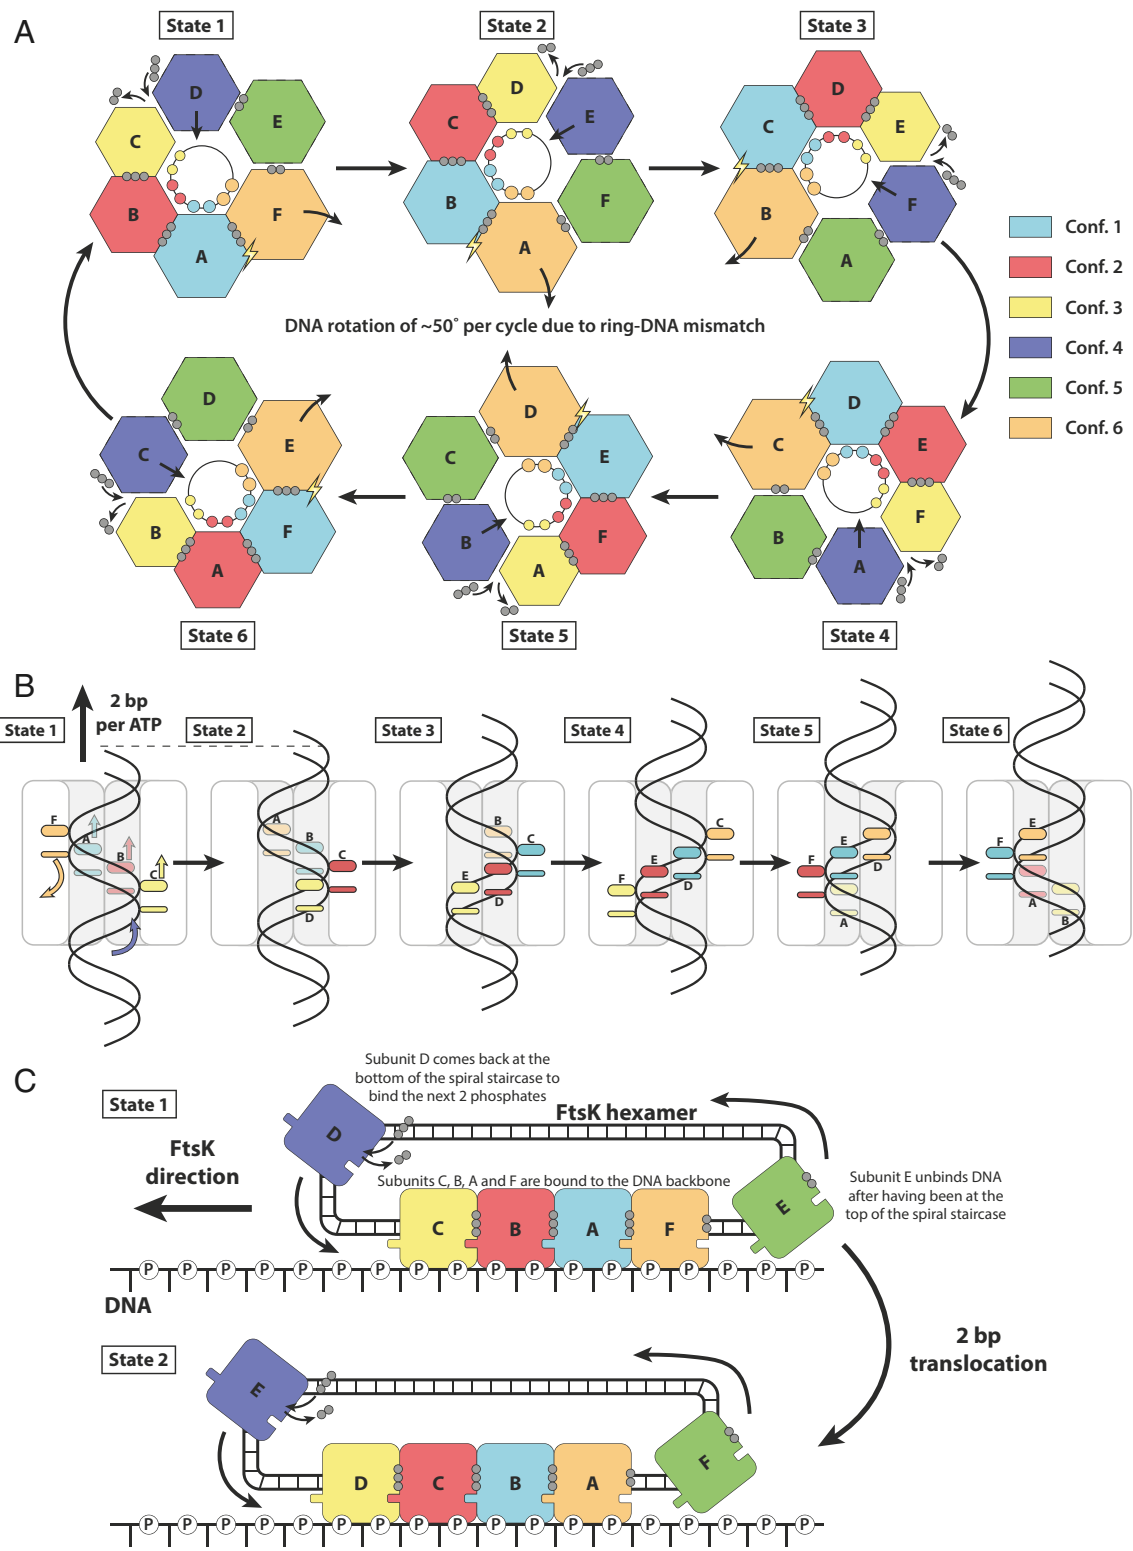 A
State 1
State 2
State 3
D
E
C
B
F
A
D
C
E
B
F
A
D
C
E
B
F
A
Conf. 1
Conf. 2
Conf. 3
Conf. 4
Conf. 5
Conf. 6
DNA rotation of ~50° per cycle due to ring-DNA mismatch
D
C
E
B
F
A
D
C
E
B
F
A
D
C
E
B
F
A
State 6
State 5
State 4
B
2 bp
per ATP
State 1
State 2
State 3
State 4
State 5
State 6
F
A
B
C
A
B
C
D
B
C
E
D
C
E
D
F
E
F
D
A
E
F
A
B
C
Subunit D comes back at the
bottom of the spiral staircase to
bind the next 2 phosphates
State 1
FtsK hexamer
D
FtsK
direction
Subunits C, B, A and F are bound to the DNA backbone
Subunit E unbinds DNA
after having been at the
top of the spiral staircase
E
C B A F
P P P P P P P P P P P P P P P P P P
DNA
2 bp
translocation
State 2
E
F
D C B A
P P P P P P P P P P P P P P P P P P